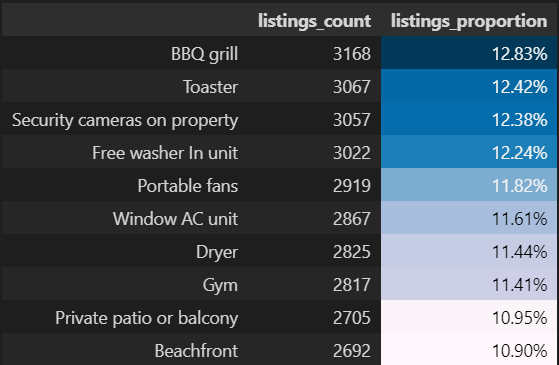 listings_count listings_proportion
BBQ grill 3168 12.83%
Toaster 3067 12.42%
Security cameras on property 3057 12.38%
Free washer In unit 3022 12.24%
Portable fans 2919 11.82%
Window AC unit 2867 11.61%
Dryer 2825 11.44%
Gym 2817 11.41%
Private patio or balcony 2705 10.95%
Beachfront 2692 10.90%